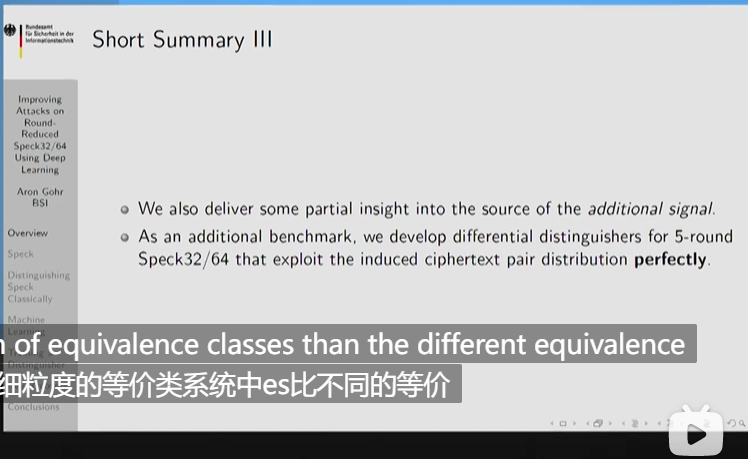 Bundesamt
für Sicherheit in der
Informationstechnik
Short Summary III
Improving
Attacks on
Round-
Reduced
Speck32/64
Using Deep
Learning
Aron Gohr
BSI
Overview
Speck
Distinguishing
Speck
Classically
Machine
Conclusions
We also deliver some partial insight into the source of the additional signal.
As an additional benchmark, we develop differential distinguishers for 5-round
Speck32/64 that exploit the induced ciphertext pair distribution perfectly.
of equivalence classes than the different equivalence
细粒度的等价类系统中es比不同的等价